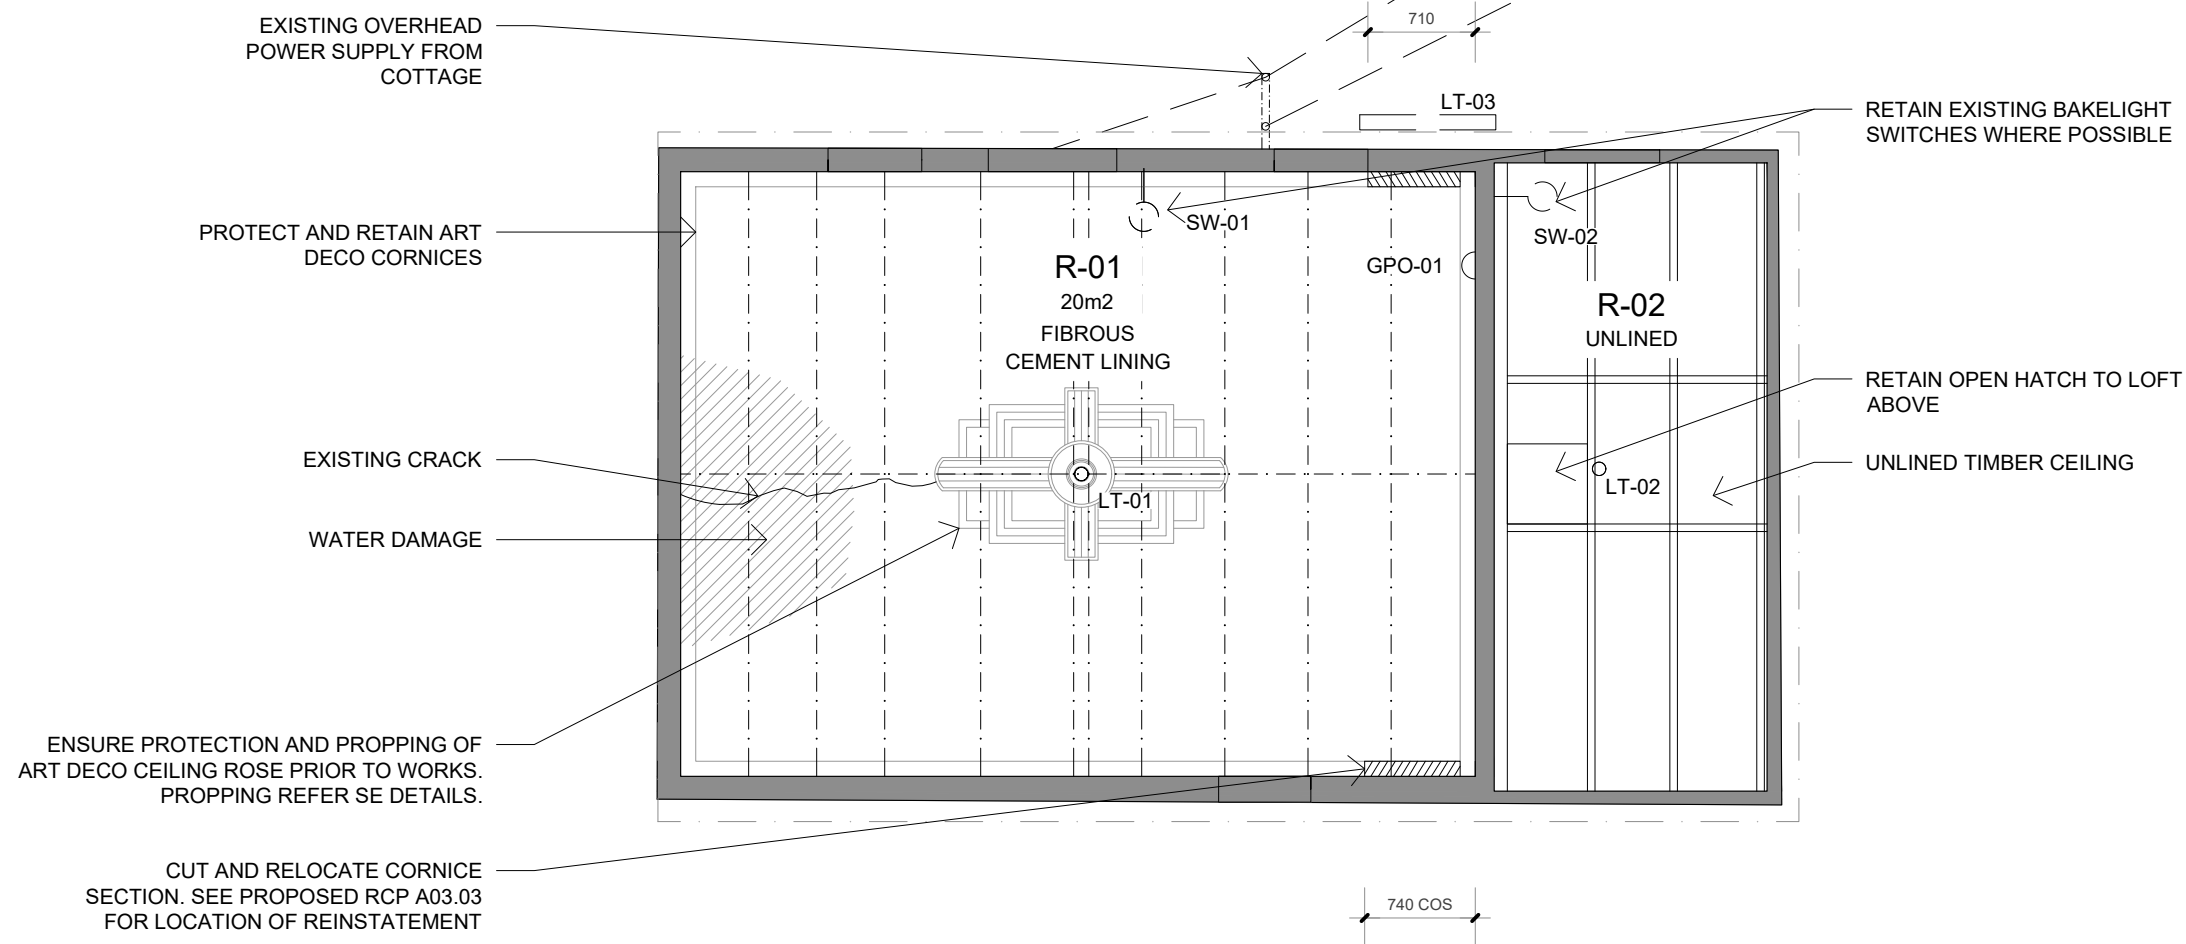 EXISTING OVERHEAD
POWER SUPPLY FROM
COTTAGE
710
LT-03
RETAIN EXISTING BAKELIGHT
SWITCHES WHERE POSSIBLE
PROTECT AND RETAIN ART
DECO CORNICES
SW-01
SW-02
R-01
20m2
FIBROUS
CEMENT LINING
GPO-01
R-02
UNLINED
RETAIN OPEN HATCH TO LOFT
ABOVE
EXISTING CRACK
UNLINED TIMBER CEILING
LT-01
LT-02
WATER DAMAGE
ENSURE PROTECTION AND PROPPING OF
ART DECO CEILING ROSE PRIOR TO WORKS.
PROPPING REFER SE DETAILS.
CUT AND RELOCATE CORNICE
SECTION. SEE PROPOSED RCP A03.03
FOR LOCATION OF REINSTATEMENT
740 COS